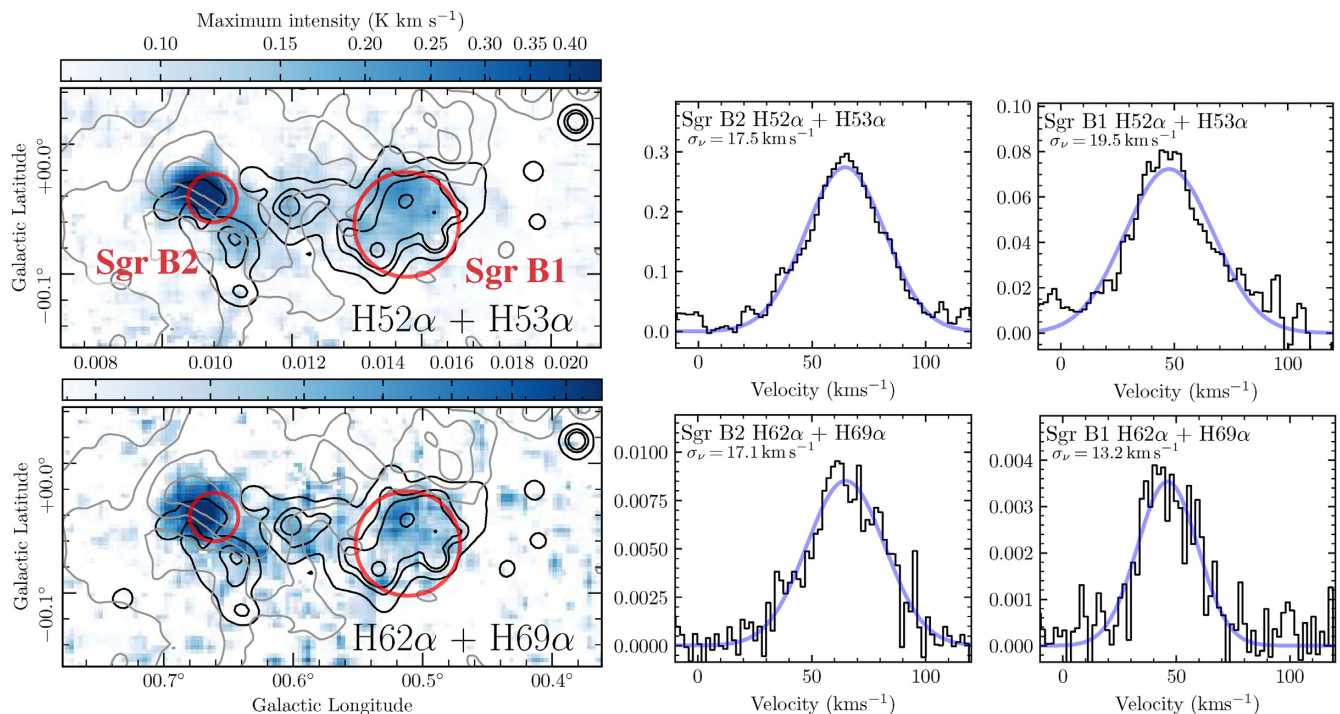 Maximum intensity (K km s⁻¹)
0.10 0.15 0.20 0.25 0.30 0.35 0.40
Galactic Latitude
+00.0°
−00.1°
Sgr B2
Sgr B1
H52α + H53α
0.008 0.010 0.012 0.014 0.016 0.018 0.020
Galactic Latitude
+00.0°
−00.1°
H62α + H69α
00.7° 00.6° 00.5° 00.4°
Galactic Longitude
Sgr B2 H52α + H53α
σᵥ = 17.5 km s⁻¹
0.3
0.2
0.1
0.0
0 50 100
Velocity (kms⁻¹)
Sgr B1 H52α + H53α
σᵥ = 19.5 km s⁻¹
0.10
0.08
0.06
0.04
0.02
0.00
0 50 100
Velocity (kms⁻¹)
Sgr B2 H62α + H69α
σᵥ = 17.1 km s⁻¹
0.0100
0.0075
0.0050
0.0025
0.0000
0 50 100
Velocity (kms⁻¹)
Sgr B1 H62α + H69α
σᵥ = 13.2 km s⁻¹
0.004
0.003
0.002
0.001
0.000
0 50 100
Velocity (kms⁻¹)